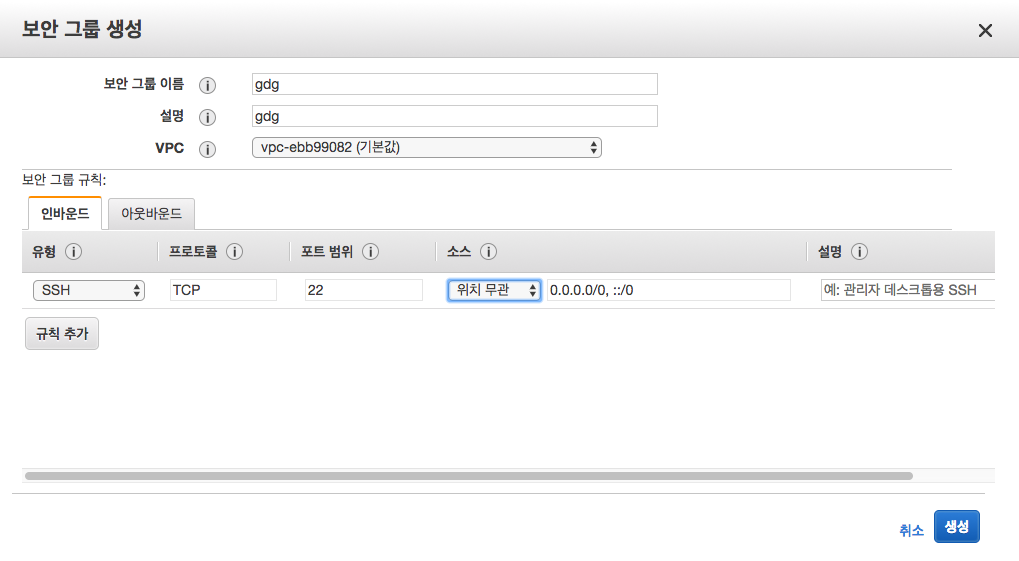 보안 그룹 생성
보안 그룹 이름 gdg
설명 gdg
VPC vpc-ebb99082 (기본값)
보안 그룹 규칙:
인바운드 아웃바운드
유형 프로토콜 포트 범위 소스 설명
SSH TCP 22 위치 무관 0.0.0.0/0, ::/0 예: 관리자 데스크톱용 SSH
규칙 추가
취소 생성